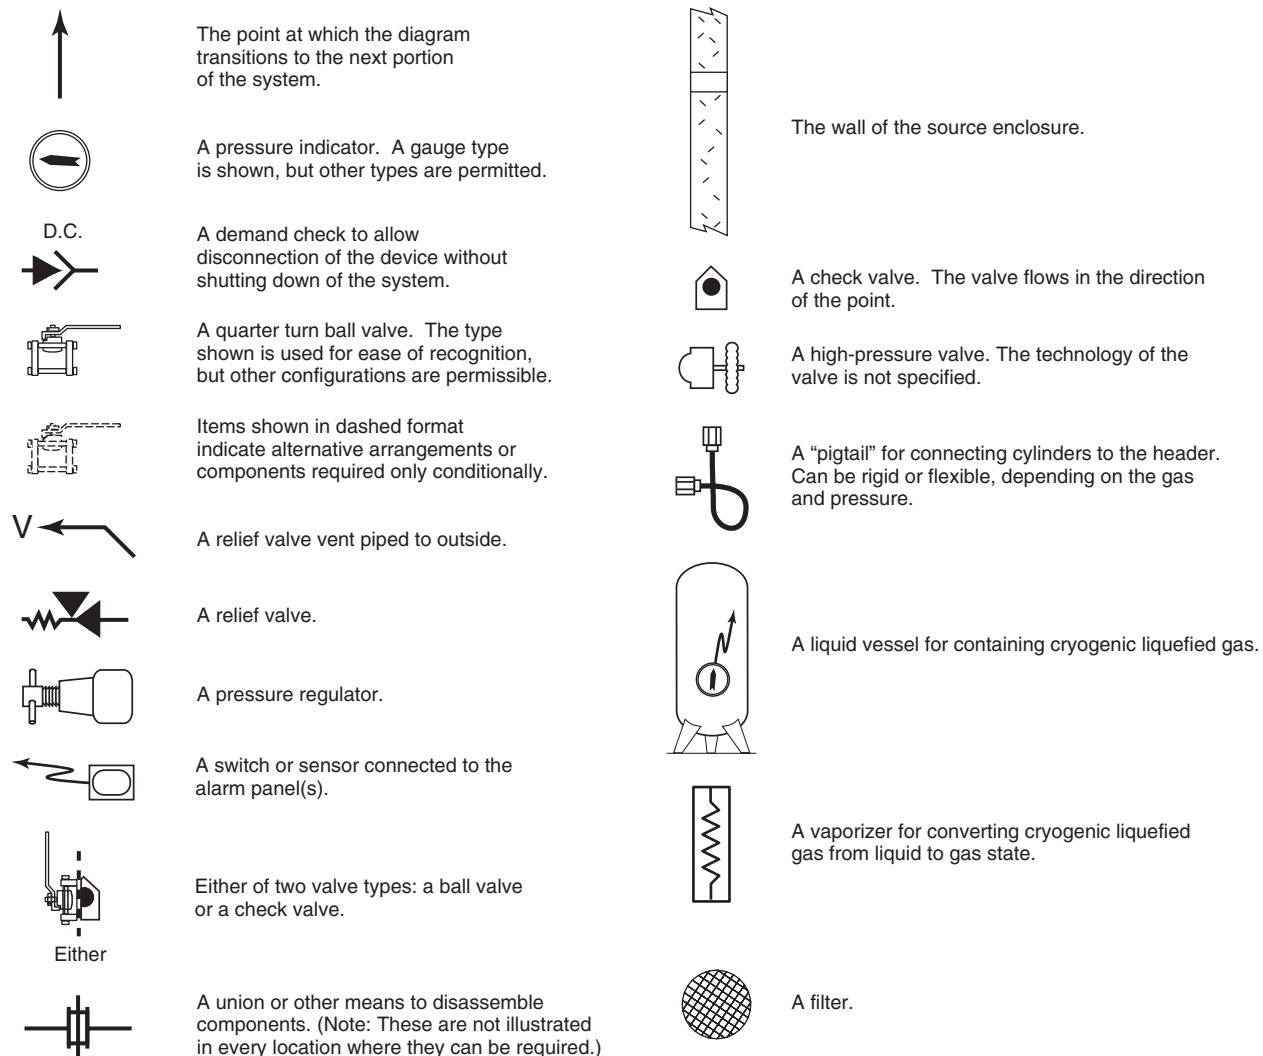 The point at which the diagram
transitions to the next portion
of the system.
A pressure indicator. A gauge type
is shown, but other types are permitted.
D.C.
A demand check to allow
disconnection of the device without
shutting down of the system.
A quarter turn ball valve. The type
shown is used for ease of recognition,
but other configurations are permissible.
Items shown in dashed format
indicate alternative arrangements or
components required only conditionally.
V
A relief valve vent piped to outside.
A relief valve.
A pressure regulator.
A switch or sensor connected to the
alarm panel(s).
Either of two valve types: a ball valve
or a check valve.
Either
A union or other means to disassemble
components. (Note: These are not illustrated
in every location where they can be required.)
The wall of the source enclosure.
A check valve. The valve flows in the direction
of the point.
A high-pressure valve. The technology of the
valve is not specified.
A “pigtail” for connecting cylinders to the header.
Can be rigid or flexible, depending on the gas
and pressure.
A liquid vessel for containing cryogenic liquefied gas.
A vaporizer for converting cryogenic liquefied
gas from liquid to gas state.
A filter.